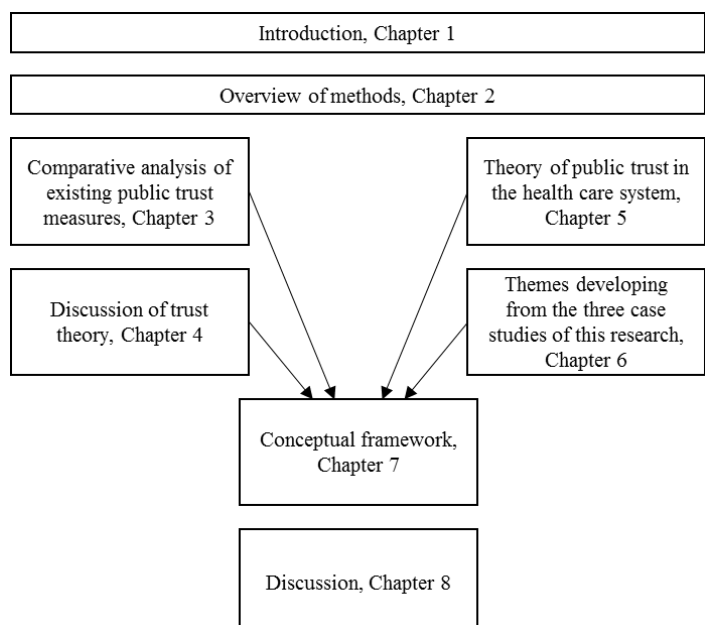 Introduction, Chapter 1
Overview of methods, Chapter 2
Comparative analysis of
existing public trust
measures, Chapter 3
Theory of public trust in
the health care system,
Chapter 5
Discussion of trust
theory, Chapter 4
Themes developing
from the three case
studies of this research,
Chapter 6
Conceptual framework,
Chapter 7
Discussion, Chapter 8